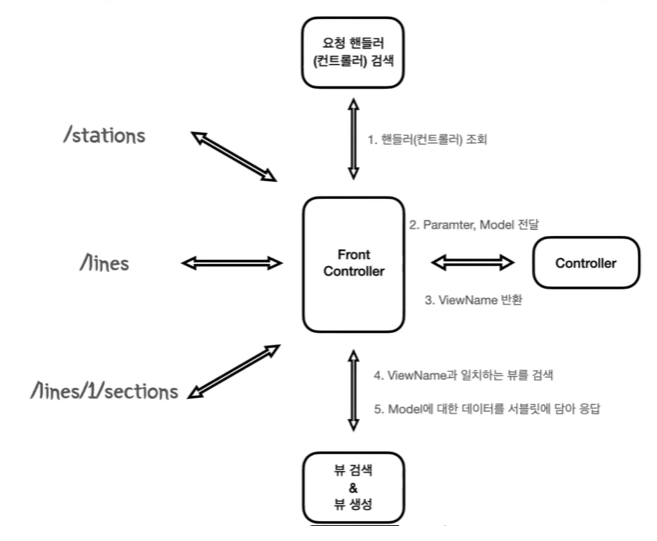 요청 핸들러
(컨트롤러) 검색
/stations
1. 핸들러(컨트롤러) 조회
2. Paramter, Model 전달
/lines
Front
Controller
Controller
3. ViewName 반환
/lines/1/sections
4. ViewName과 일치하는 뷰를 검색
5. Model에 대한 데이터를 서블릿에 담아 응답
뷰 검색
&
뷰 생성